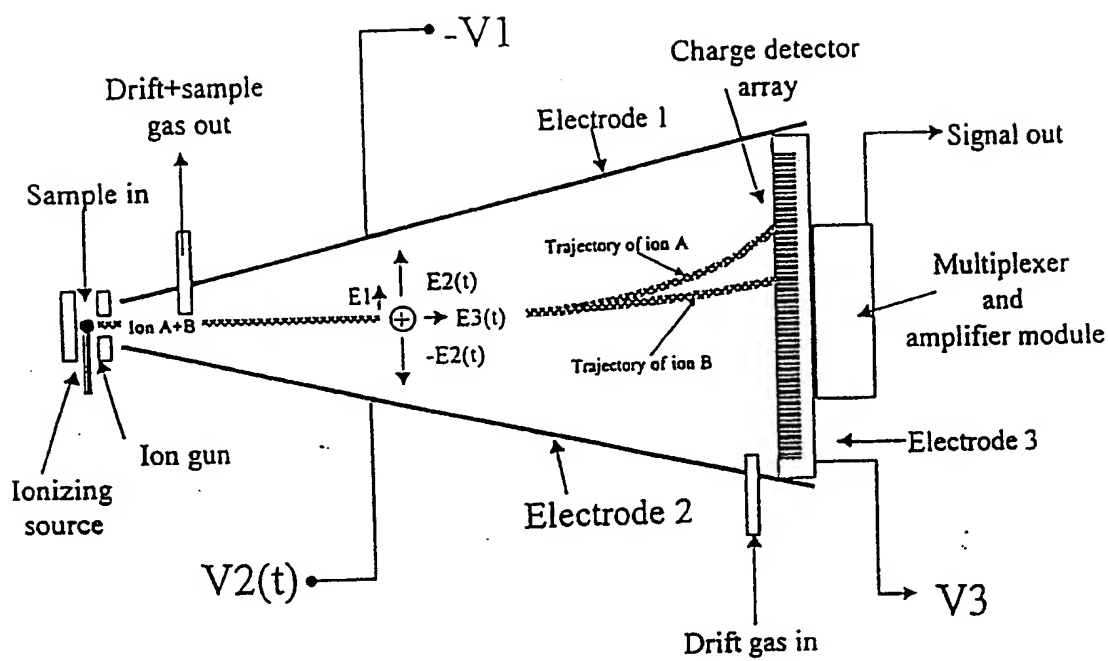 -V1
Charge detector
array
Drift+sample
gas out
Electrode 1
Signal out
Sample in
Trajectory of ion A
E1
E2(t)
Multiplexer
and
amplifier module
Ion A+B
E3(t)
-E2(t)
Trajectory of ion B
Ion gun
Electrode 3
Ionizing
source
Electrode 2
V2(t)
V3
Drift gas in